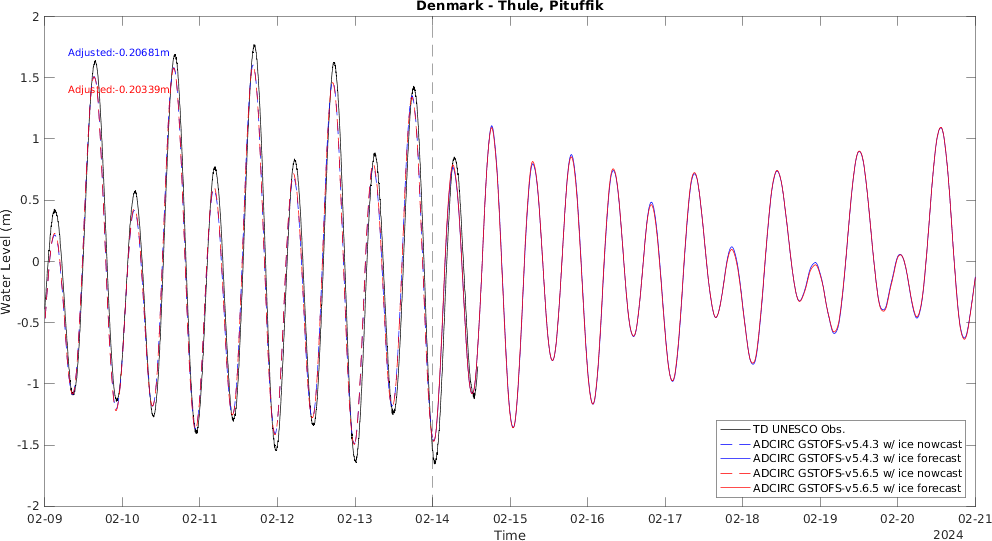 Denmark - Thule, Pituffik
2
1.5
1
0.5
0
-0.5
-1
-1.5
-2
Water Level (m)
Adjusted:-0.20681m
Adjusted:-0.20339m
TD UNESCO Obs.
ADCIRC GSTOFS-v5.4.3 w/ ice nowcast
ADCIRC GSTOFS-v5.4.3 w/ ice forecast
ADCIRC GSTOFS-v5.6.5 w/ ice nowcast
ADCIRC GSTOFS-v5.6.5 w/ ice forecast
02-09 02-10 02-11 02-12 02-13 02-14 02-15 02-16 02-17 02-18 02-19 02-20 02-21
Time
2024